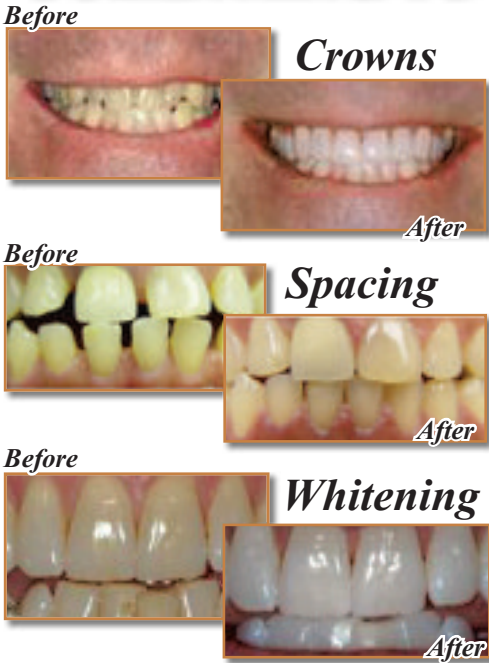 Before
Crowns
After
Before
Spacing
After
Before
Whitening
After